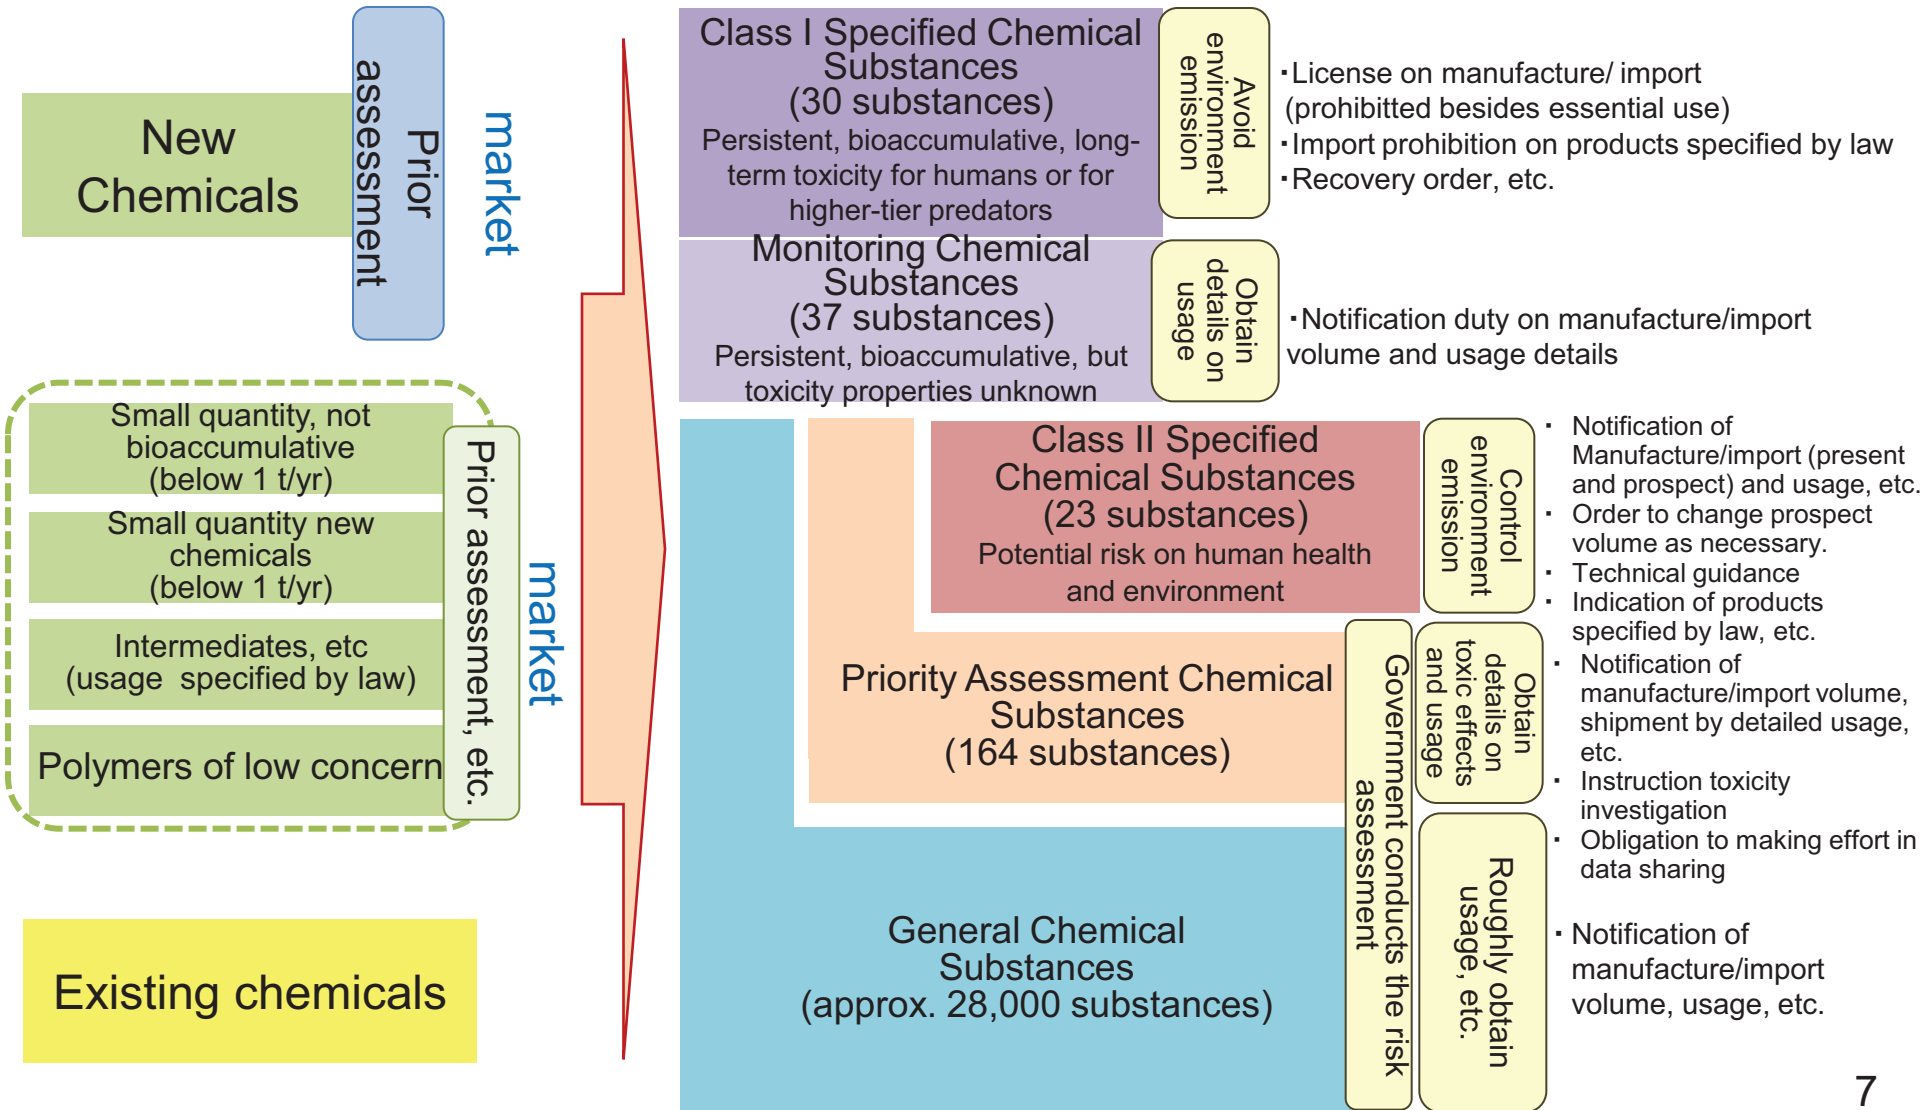 New
Chemicals
Prior
assessment
market
Small quantity, not
bioaccumulative
(below 1 t/yr)
Small quantity new
chemicals
(below 1 t/yr)
Intermediates, etc
(usage specified by law)
Polymers of low concern
Prior assessment, etc.
market
Existing chemicals
Class I Specified Chemical
Substances
(30 substances)
Persistent, bioaccumulative, long-
term toxicity for humans or for
higher-tier predators
Avoid
environment
emission
・License on manufacture/ import
(prohibitted besides essential use)
・Import prohibition on products specified by law
・Recovery order, etc.
Monitoring Chemical
Substances
(37 substances)
Persistent, bioaccumulative, but
toxicity properties unknown
Obtain
details on
usage
・Notification duty on manufacture/import
volume and usage details
Class II Specified
Chemical Substances
(23 substances)
Potential risk on human health
and environment
Control
environment
emission
・ Notification of
Manufacture/import (present
and prospect) and usage, etc.
・ Order to change prospect
volume as necessary.
・ Technical guidance
・ Indication of products
specified by law, etc.
Priority Assessment Chemical
Substances
(164 substances)
Government conducts the risk
assessment
Obtain
details on
toxic effects
and usage
・ Notification of
manufacture/import volume,
shipment by detailed usage,
etc.
・ Instruction toxicity
investigation
・ Obligation to making effort in
data sharing
General Chemical
Substances
(approx. 28,000 substances)
Roughly obtain
usage, etc.
・ Notification of
manufacture/import
volume, usage, etc.
7